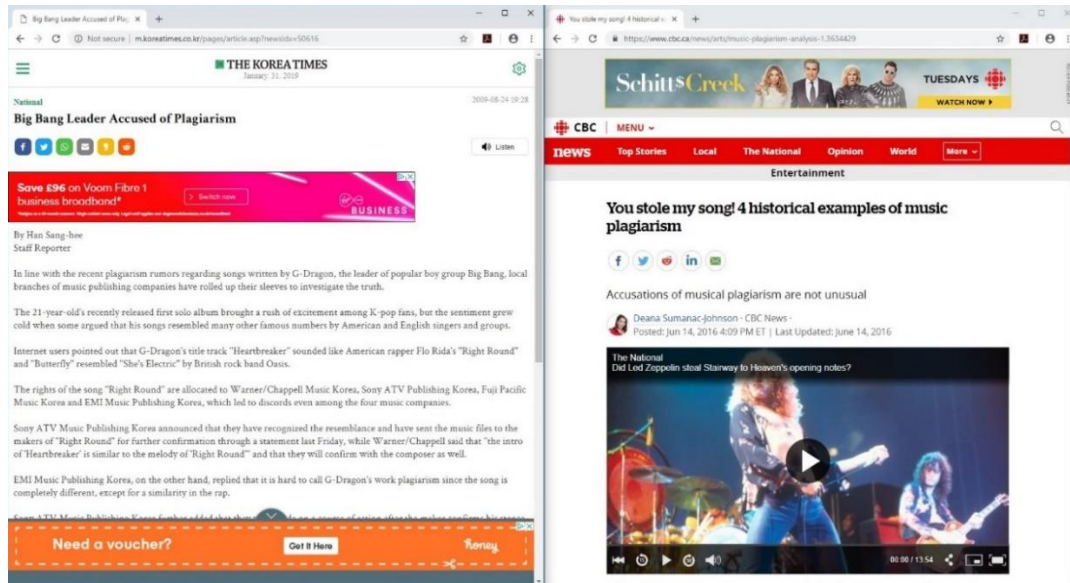 Big Bang Leader Accused of Pla
Not secure | m.koreatimes.co.kr/pages/article.asp?newsIdx=50616
THE KOREA TIMES
January 31, 2019
National
2009-08-24 19:28
Big Bang Leader Accused of Plagiarism
Listen
Save £96 on Voom Fibre 1
business broadband*
Switch now
BUSINESS
By Han Sang-hee
Staff Reporter
In line with the recent plagiarism rumors regarding songs written by G-Dragon, the leader of popular boy group Big Bang, local
branches of music publishing companies have rolled up their sleeves to investigate the truth.
The 21-year-old's recently released first solo album brought a rush of excitement among K-pop fans, but the sentiment grew
cold when some argued that his songs resembled many other famous numbers by American and English singers and groups.
Internet users pointed out that G-Dragon's title track "Heartbreaker" sounded like American rapper Flo Rida's "Right Round"
and "Butterfly" resembled "She's Electric" by British rock band Oasis.
The rights of the song "Right Round" are allocated to Warner/Chappell Music Korea, Sony ATV Publishing Korea, Fuji Pacific
Music Korea and EMI Music Publishing Korea, which led to discords even among the four music companies.
Sony ATV Music Publishing Korea announced that they have recognized the resemblance and have sent the music files to the
makers of "Right Round" for further confirmation through a statement last Friday, while Warner/Chappell said that "the intro
of 'Heartbreaker' is similar to the melody of 'Right Round'" and that they will confirm with the composer as well.
EMI Music Publishing Korea, on the other hand, replied that it is hard to call G-Dragon's work plagiarism since the song is
completely different, except for a similarity in the rap.
Need a voucher?
Get It Here
honey
You stole my song! 4 historical
https://www.cbc.ca/news/arts/music-plagiarism-analysis-1.3634429
Schitt's Creek
TUESDAYS
WATCH NOW
CBC
MENU
news
Top Stories
Local
The National
Opinion
World
More
Entertainment
You stole my song! 4 historical examples of music
plagiarism
Accusations of musical plagiarism are not unusual
Deana Sumanac-Johnson · CBC News ·
Posted: Jun 14, 2016 4:09 PM ET | Last Updated: June 14, 2016
The National
Did Led Zeppelin steal Stairway to Heaven's opening notes?
00:00 / 13:54